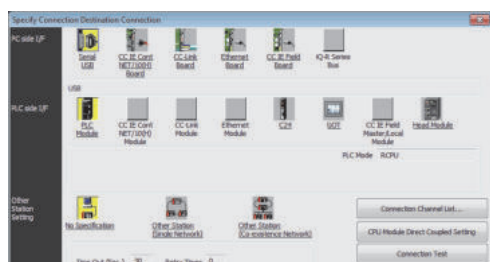 Specify Connection Destination Connection
PC side I/F
Serial USB
CC IE Cont NET/10(H) Board
CC-Link Board
Ethernet Board
CC IE Field Board
iQ-R Series Bus
USB
PLC side I/F
PLC Module
CC IE Cont NET/10(H) Module
CC-Link Module
Ethernet Module
C24
GOT
CC IE Field Master/Local Module
Head Module
PLC Mode RCPU
Other Station Setting
No Specification
Other Station (Single Network)
Other Station (Co-existence Network)
Connection Channel List...
CPU Module Direct Coupled Setting
Connection Test